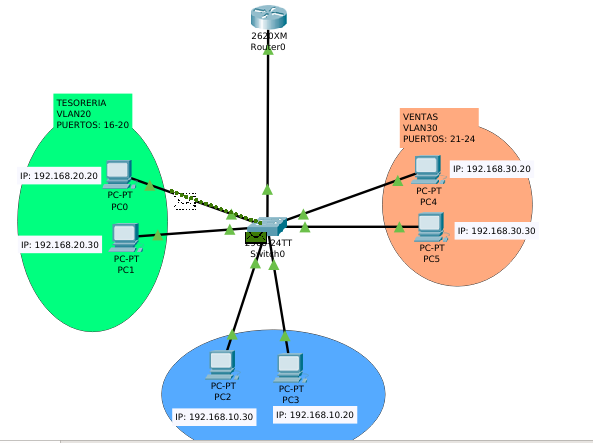 2620XM
Router0
TESORERIA
VLAN20
PUERTOS: 16-20
VENTAS
VLAN30
PUERTOS: 21-24
IP: 192.168.20.20
PC-PT
PC0
PC-PT
PC4
IP: 192.168.30.20
IP: 192.168.20.30
PC-PT
PC1
24TT
Switch0
PC-PT
PC5
IP: 192.168.30.30
PC-PT
PC2
PC-PT
PC3
IP: 192.168.10.30
IP: 192.168.10.20